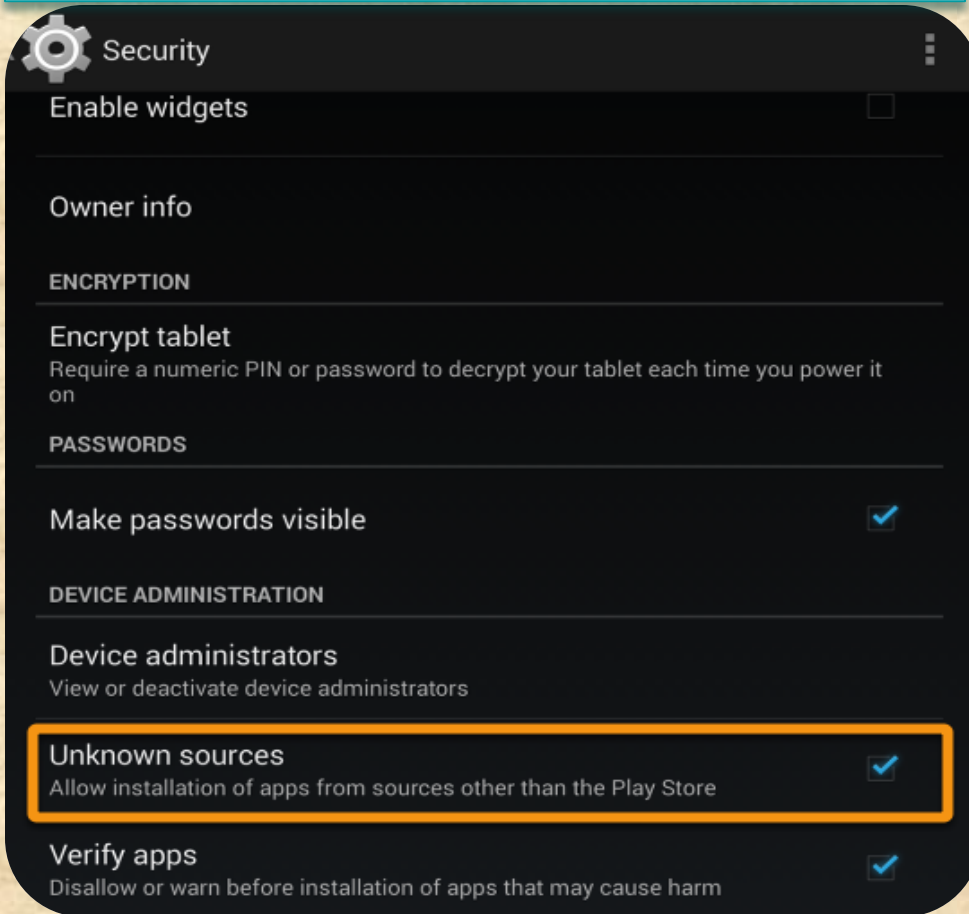 Security
Enable widgets
Owner info
ENCRYPTION
Encrypt tablet
Require a numeric PIN or password to decrypt your tablet each time you power it
on
PASSWORDS
Make passwords visible
DEVICE ADMINISTRATION
Device administrators
View or deactivate device administrators
Unknown sources
Allow installation of apps from sources other than the Play Store
Verify apps
Disallow or warn before installation of apps that may cause harm